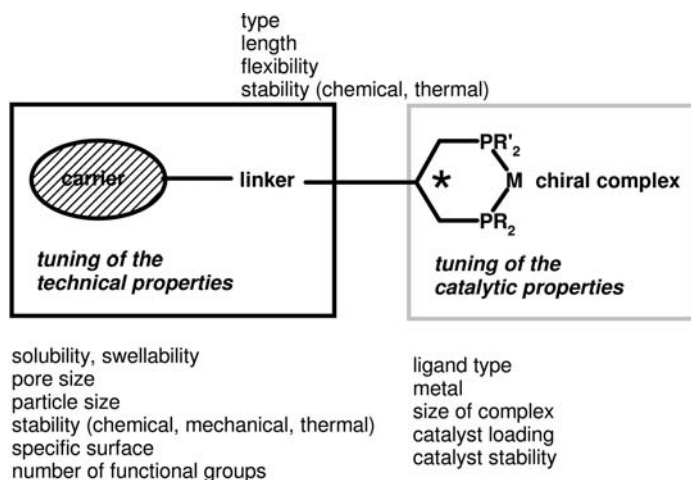 type
length
flexibility
stability (chemical, thermal)
carrier
linker
PR'2
* M chiral complex
PR2
tuning of the
technical properties
tuning of the
catalytic properties
solubility, swellability
pore size
particle size
stability (chemical, mechanical, thermal)
specific surface
number of functional groups
ligand type
metal
size of complex
catalyst loading
catalyst stability